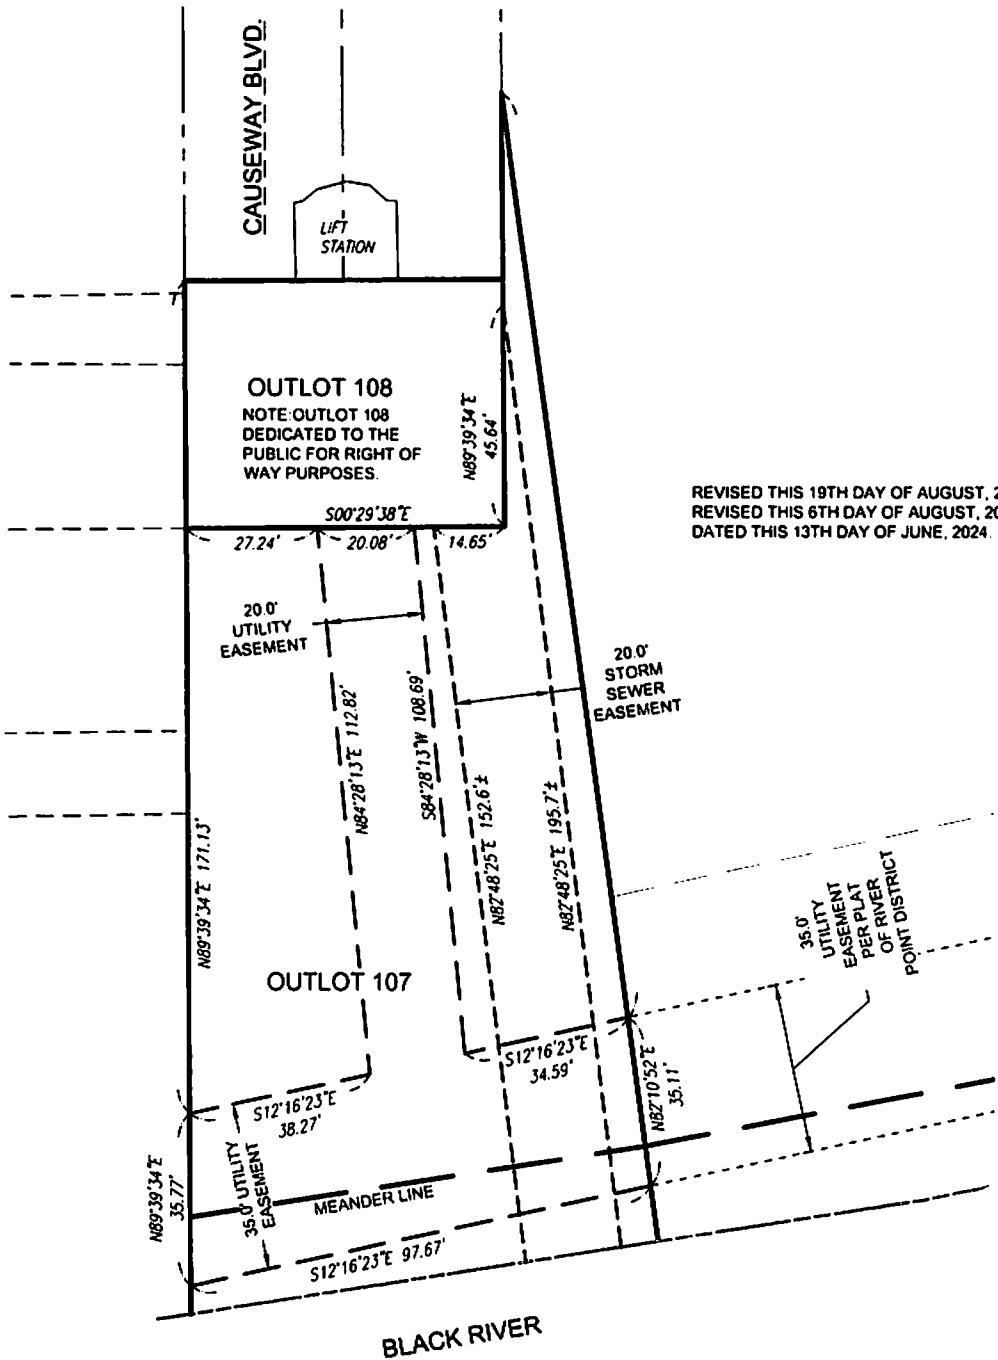 CAUSEWAY BLVD.
LIFT
STATION
T
OUTLOT 108
NOTE:OUTLOT 108
DEDICATED TO THE
PUBLIC FOR RIGHT OF
WAY PURPOSES.
N89°39'34"E
45.64'
REVISED THIS 19TH DAY OF AUGUST, 2
REVISED THIS 6TH DAY OF AUGUST, 20
DATED THIS 13TH DAY OF JUNE, 2024.
S00°29'38"E
27.24'
20.08'
14.65'
20.0'
UTILITY
EASEMENT
20.0'
STORM
SEWER
EASEMENT
N84°28'13"E 112.82'
S84°28'13"W 108.69'
N82°48'25"E 152.6'±
N82°48'25"E 195.7'±
N89°39'34"E 171.13'
35.0'
UTILITY
EASEMENT
PER PLAT
OF RIVER
POINT DISTRICT
OUTLOT 107
S12°16'23"E
34.59'
N82°10'52"E
35.11'
S12°16'23"E
38.27'
N89°39'34"E
35.77'
35.0' UTILITY
EASEMENT
MEANDER LINE
S12°16'23"E 97.67'
BLACK RIVER